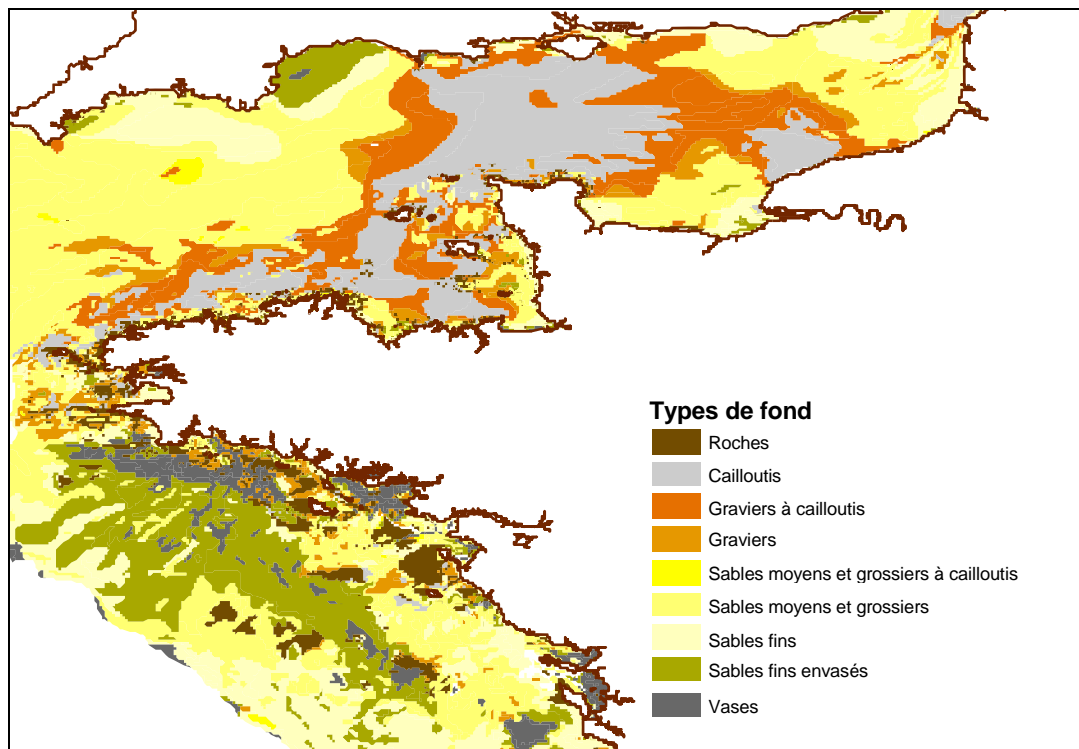 Types de fond
Roches
Cailloutis
Graviers à cailloutis
Graviers
Sables moyens et grossiers à cailloutis
Sables moyens et grossiers
Sables fins
Sables fins envasés
Vases